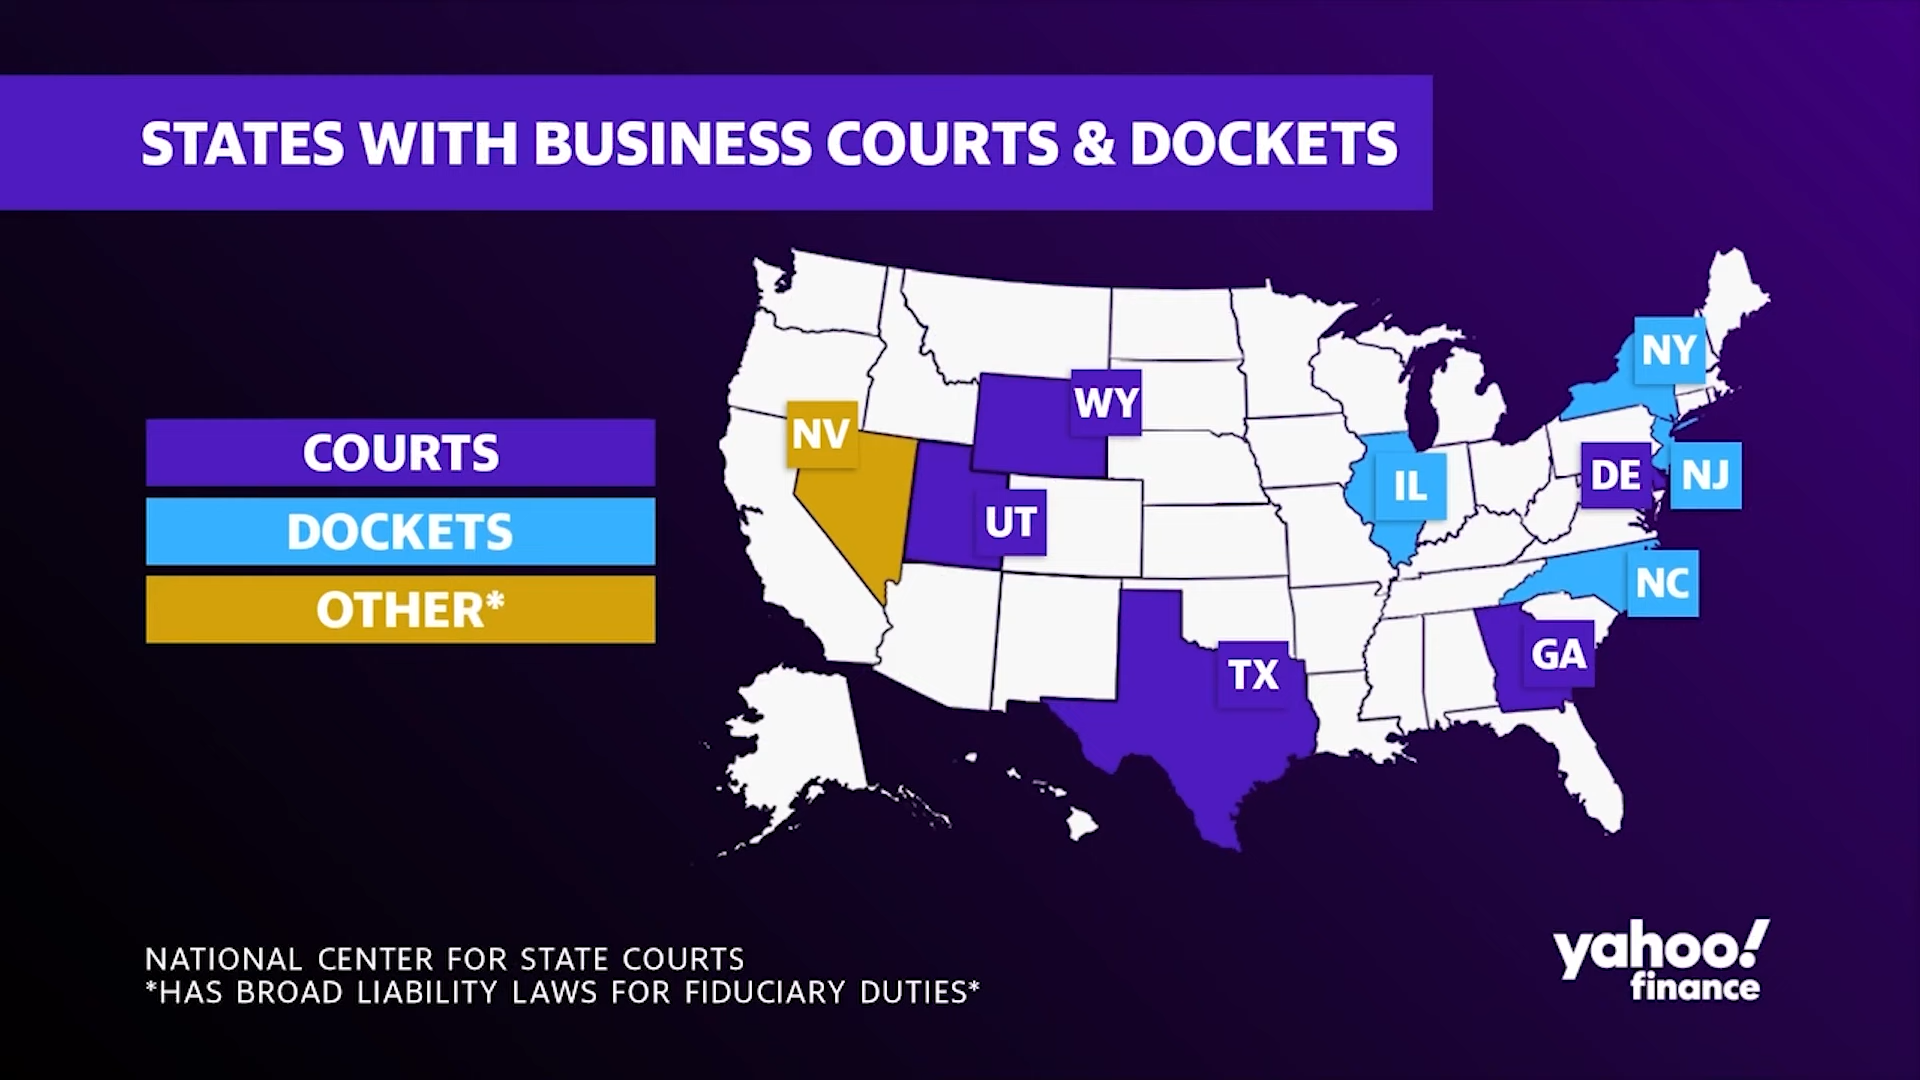 STATES WITH BUSINESS COURTS & DOCKETS
NY
WY
NV
COURTS
DE
NJ
IL
UT
DOCKETS
NC
OTHER*
GA
TX
yahoo!
finance
NATIONAL CENTER FOR STATE COURTS
*HAS BROAD LIABILITY LAWS FOR FIDUCIARY DUTIES*